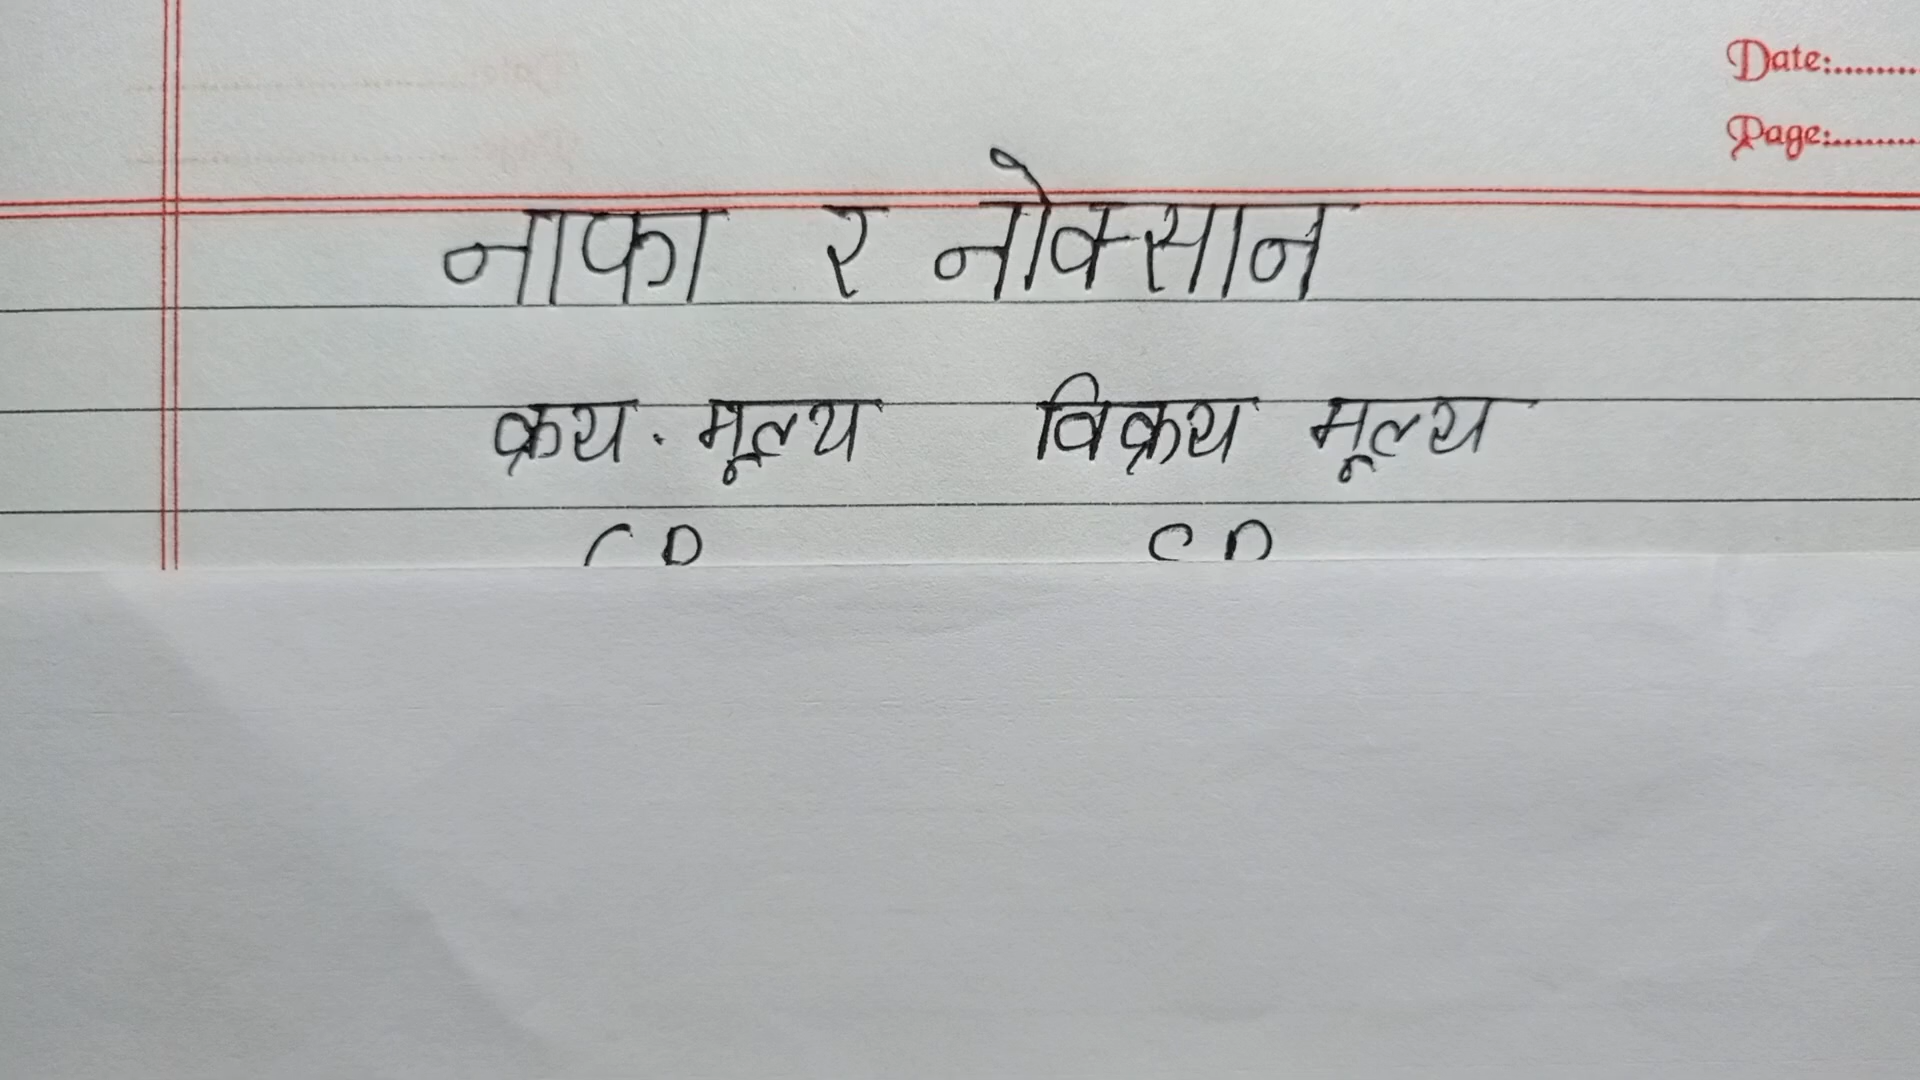 Date:.........
Page:.........
नाफा र नोक्सान
क्रय. मूल्य विक्रय मूल्य